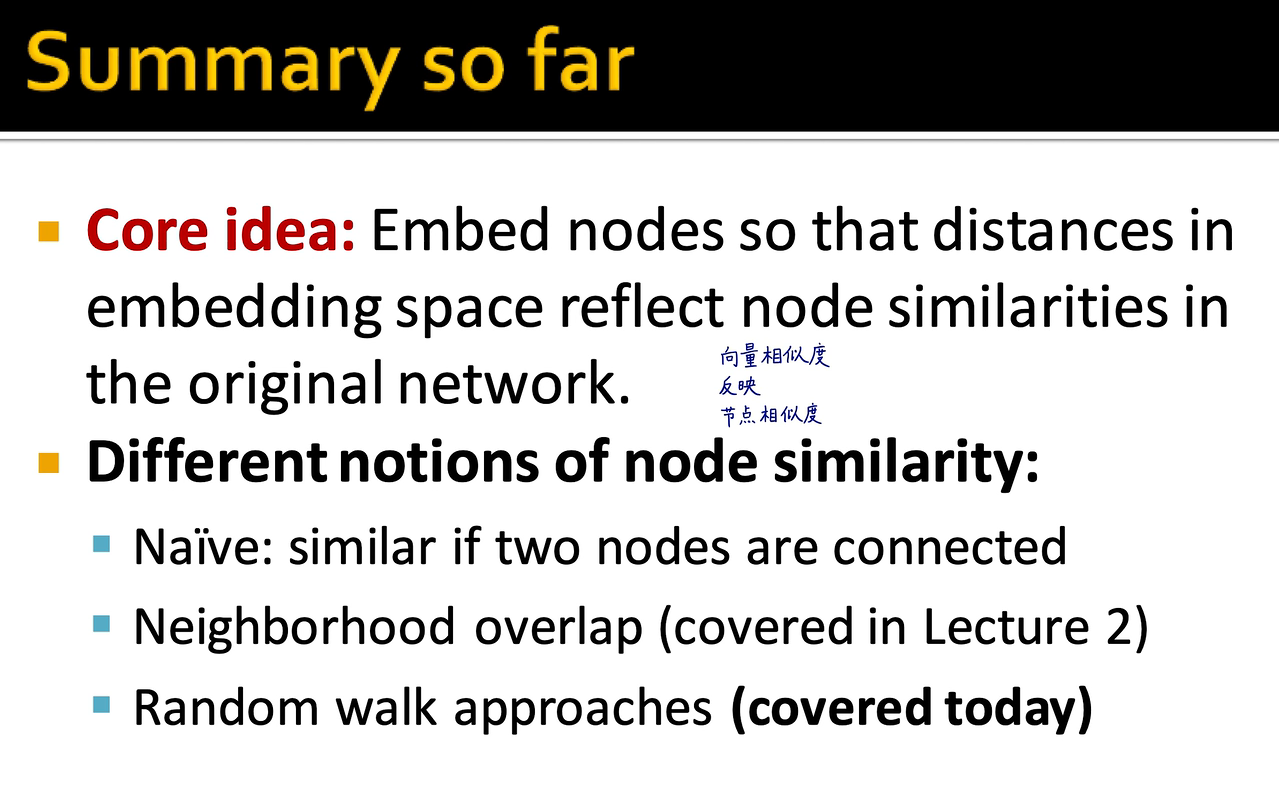 Summary so far
Core idea: Embed nodes so that distances in
embedding space reflect node similarities in
the original network.
向量相似度
反映
节点相似度
Different notions of node similarity:
Naïve: similar if two nodes are connected
Neighborhood overlap (covered in Lecture 2)
Random walk approaches (covered today)